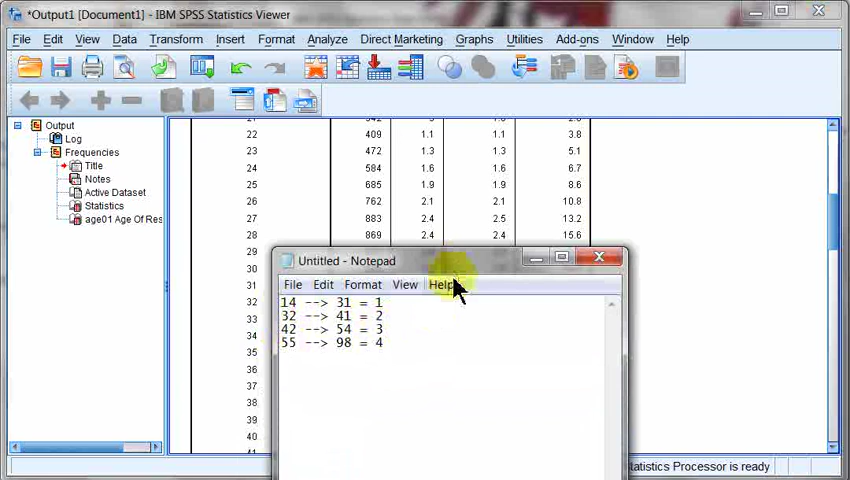 *Output1 [Document1] - IBM SPSS Statistics Viewer
File Edit View Data Transform Insert Format Analyze Direct Marketing Graphs Utilities Add-ons Window Help
Output
Log
Frequencies
Title
Notes
Active Dataset
Statistics
age01 Age Of Res
22 409 1.1 1.1 3.8
23 472 1.3 1.3 5.1
24 584 1.6 1.6 6.7
25 685 1.9 1.9 8.6
26 762 2.1 2.1 10.8
27 883 2.4 2.5 13.2
28 869 2.4 2.4 15.6
29
30
31
32
33
34
35
36
37
38
39
40
Untitled - Notepad
File Edit Format View Help
14 --> 31 = 1
32 --> 41 = 2
42 --> 54 = 3
55 --> 98 = 4
tatistics Processor is ready